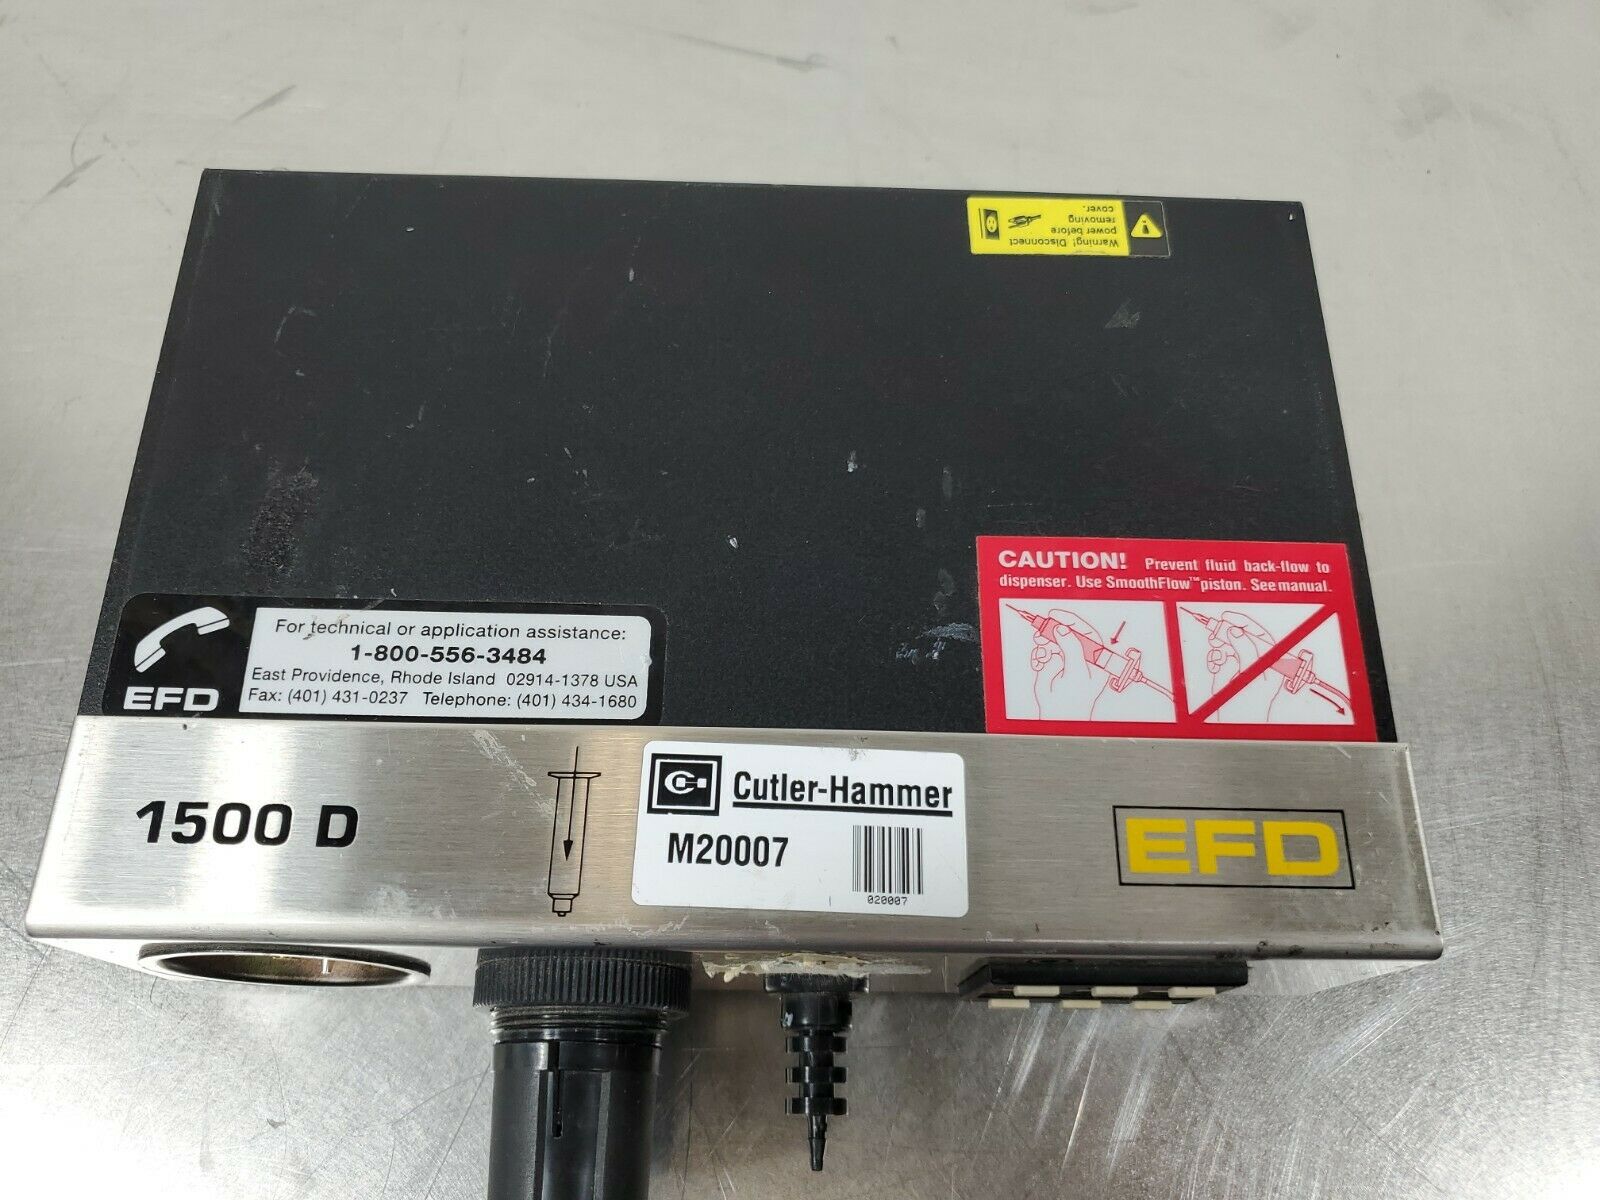 Warning! Disconnect
power before
removing
cover.
CAUTION! Prevent fluid back-flow to
dispenser. Use SmoothFlow™ piston. See manual.
EFD
For technical or application assistance:
1-800-556-3484
East Providence, Rhode Island 02914-1378 USA
Fax: (401) 431-0237 Telephone: (401) 434-1680
1500 D
CH
Cutler-Hammer
M20007
020007
EFD